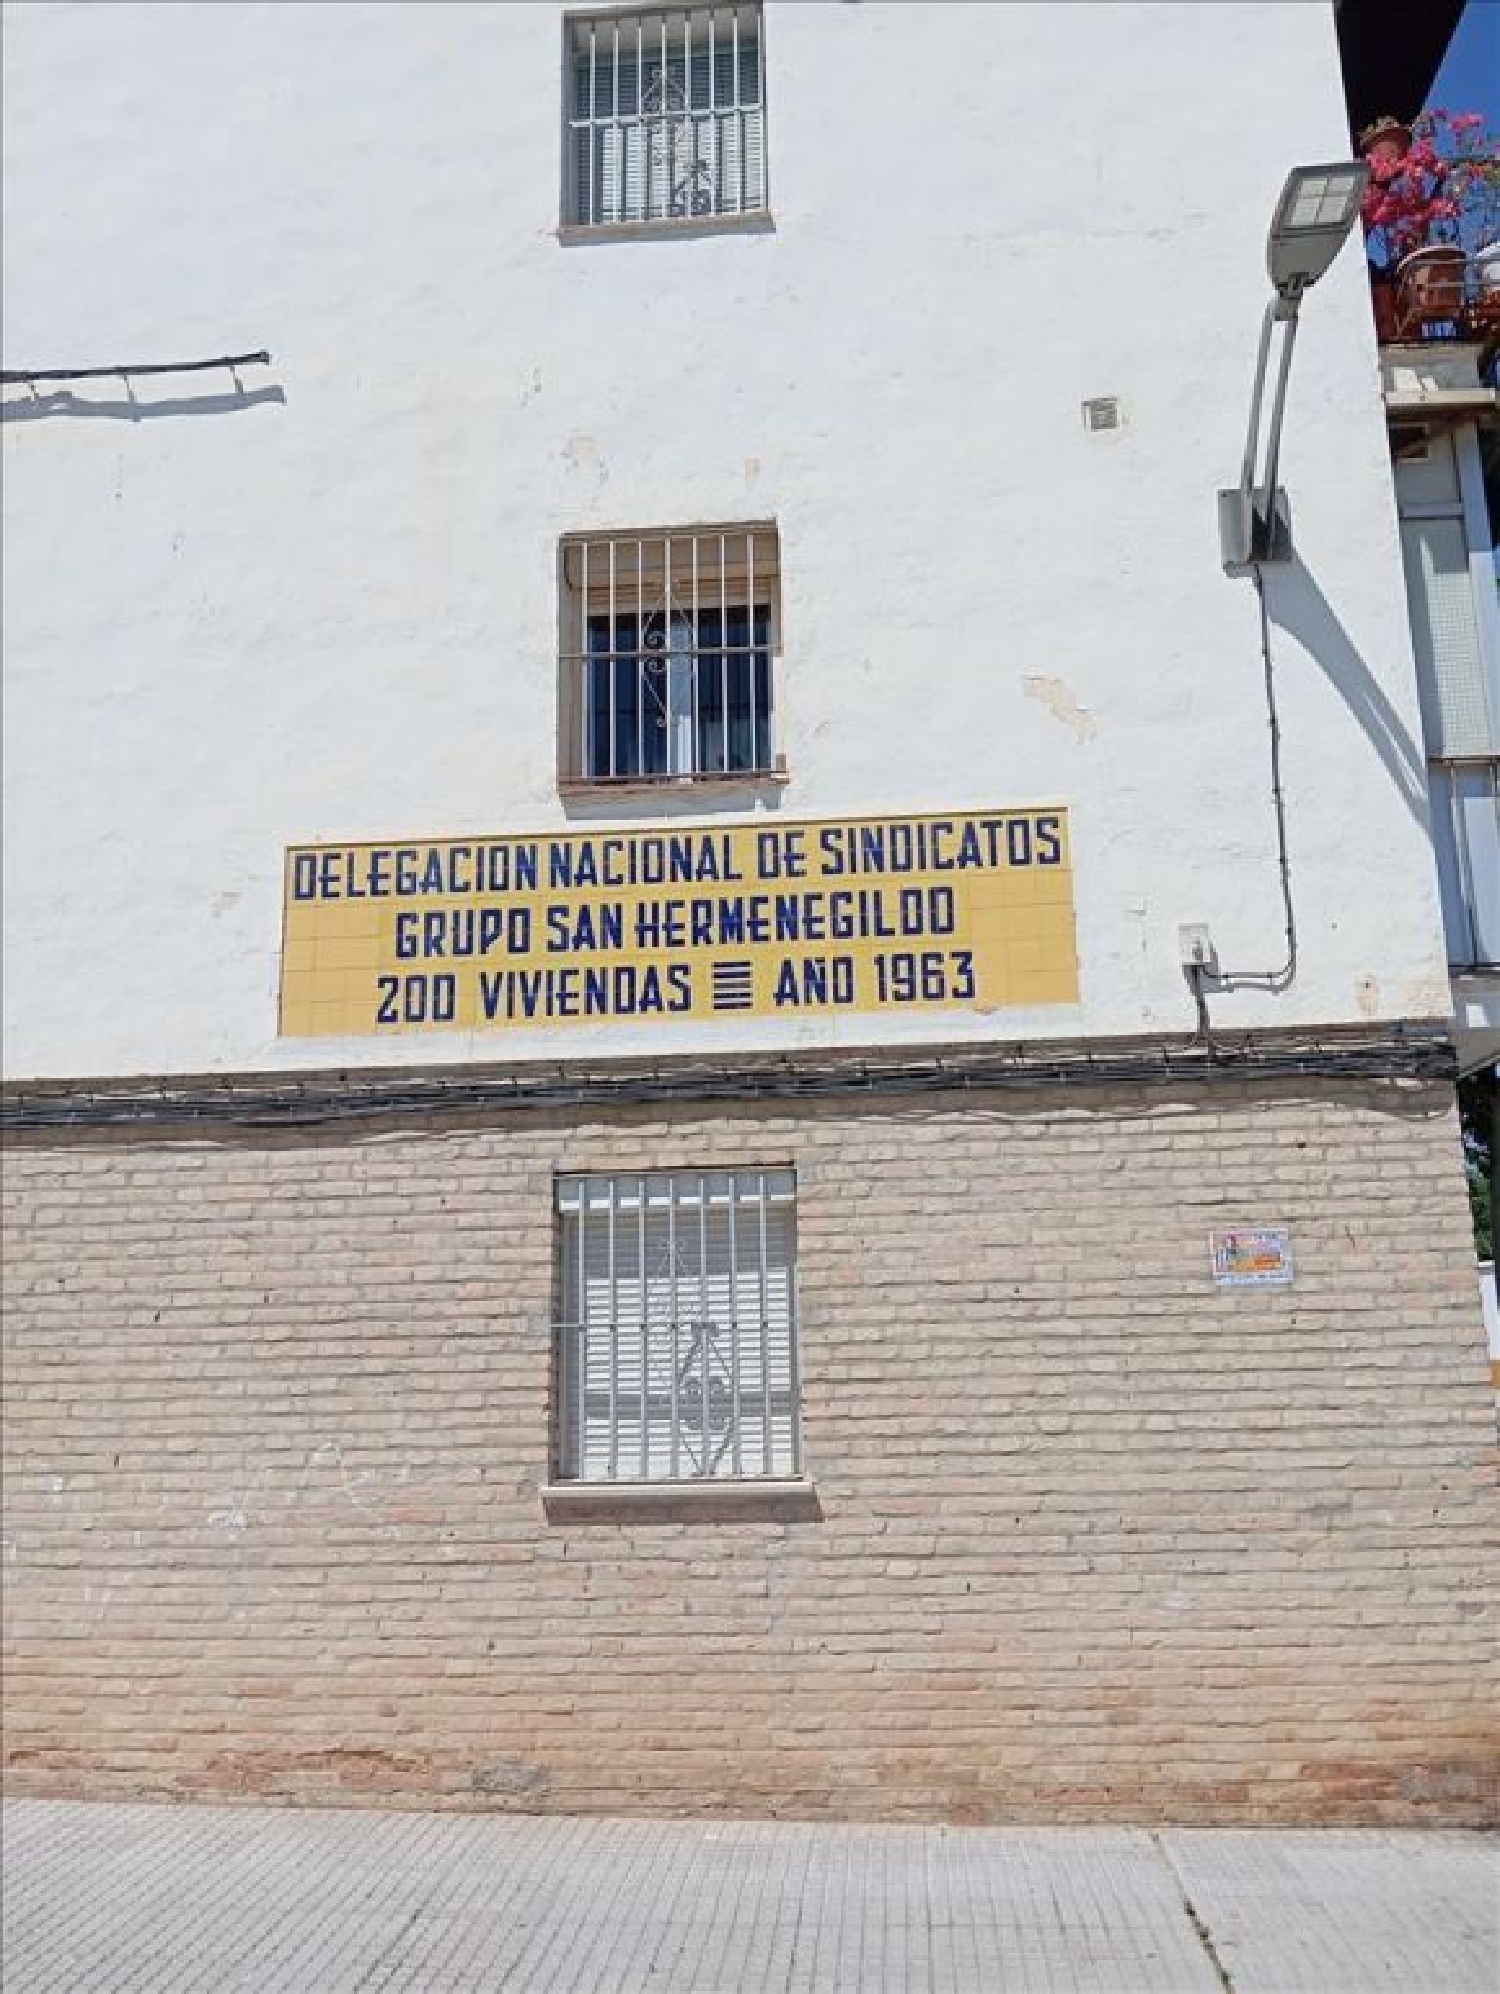 DELEGACION NACIONAL DE SINDICATOS
GRUPO SAN HERMENEGILDO
200 VIVIENDAS ☰ AÑO 1963